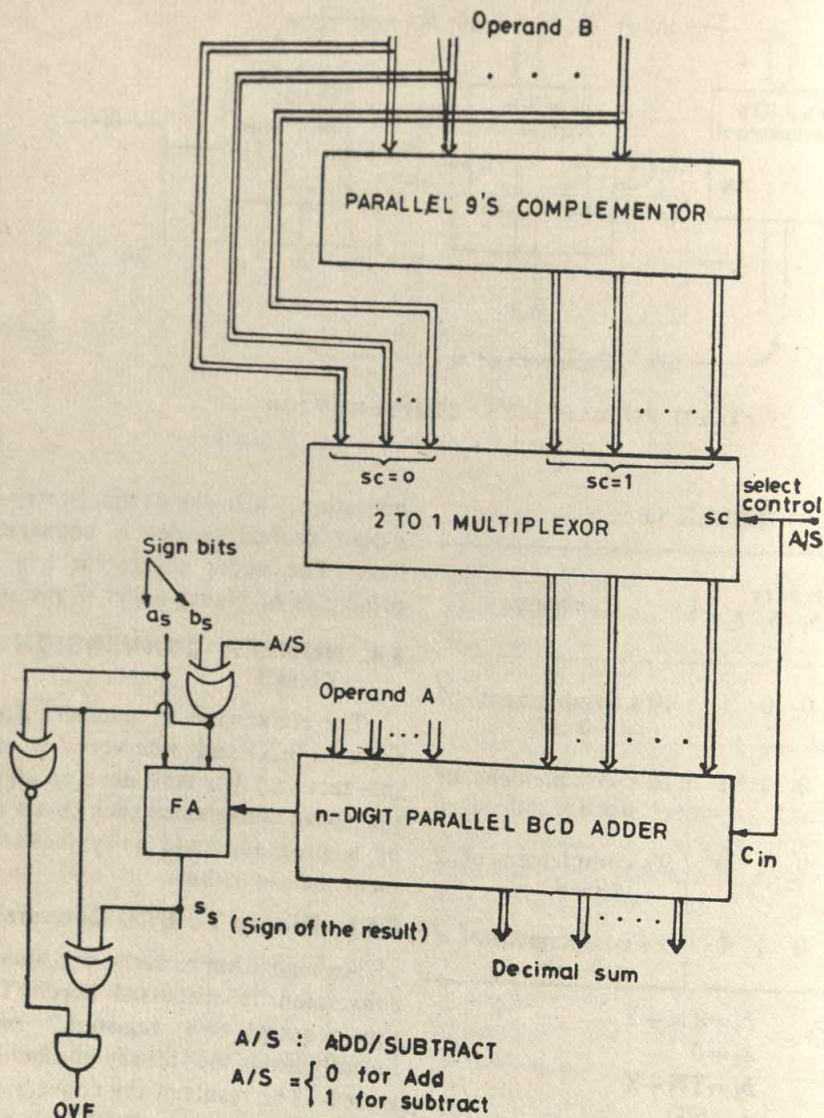 Operand B
. . .
PARALLEL 9'S COMPLEMENTOR
. . . . . .
sc=0 sc=1
select
control
A/S
sc
2 TO 1 MULTIPLEXOR
Sign bits
as bs
A/S
Operand A
. . . . . . .
FA
n-DIGIT PARALLEL BCD ADDER
Cin
ss (Sign of the result)
Decimal sum
A/S : ADD/SUBTRACT
A/S = { 0 for Add
1 for subtract
OVF